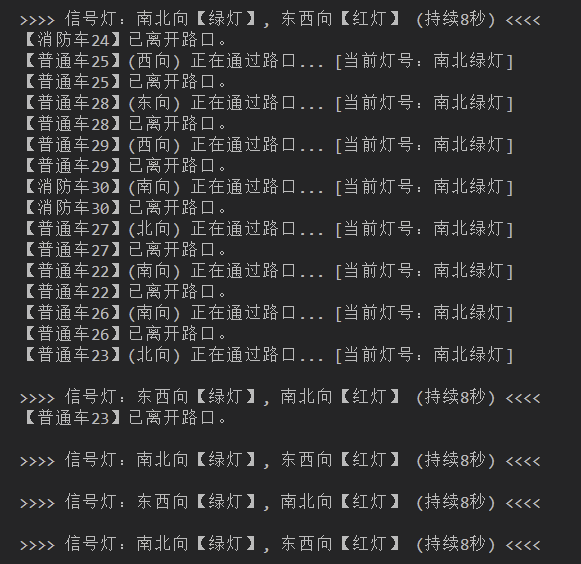 >>>> 信号灯: 南北向【绿灯】, 东西向【红灯】 (持续8秒) <<<<
【消防车24】已离开路口。
【普通车25】(西向) 正在通过路口... [当前灯号: 南北绿灯]
【普通车25】已离开路口。
【普通车28】(东向) 正在通过路口... [当前灯号: 南北绿灯]
【普通车28】已离开路口。
【普通车29】(西向) 正在通过路口... [当前灯号: 南北绿灯]
【普通车29】已离开路口。
【消防车30】(南向) 正在通过路口... [当前灯号: 南北绿灯]
【消防车30】已离开路口。
【普通车27】(北向) 正在通过路口... [当前灯号: 南北绿灯]
【普通车27】已离开路口。
【普通车22】(南向) 正在通过路口... [当前灯号: 南北绿灯]
【普通车22】已离开路口。
【普通车26】(南向) 正在通过路口... [当前灯号: 南北绿灯]
【普通车26】已离开路口。
【普通车23】(北向) 正在通过路口... [当前灯号: 南北绿灯]
>>>> 信号灯: 东西向【绿灯】, 南北向【红灯】 (持续8秒) <<<<
【普通车23】已离开路口。
>>>> 信号灯: 南北向【绿灯】, 东西向【红灯】 (持续8秒) <<<<
>>>> 信号灯: 东西向【绿灯】, 南北向【红灯】 (持续8秒) <<<<
>>>> 信号灯: 南北向【绿灯】, 东西向【红灯】 (持续8秒) <<<<